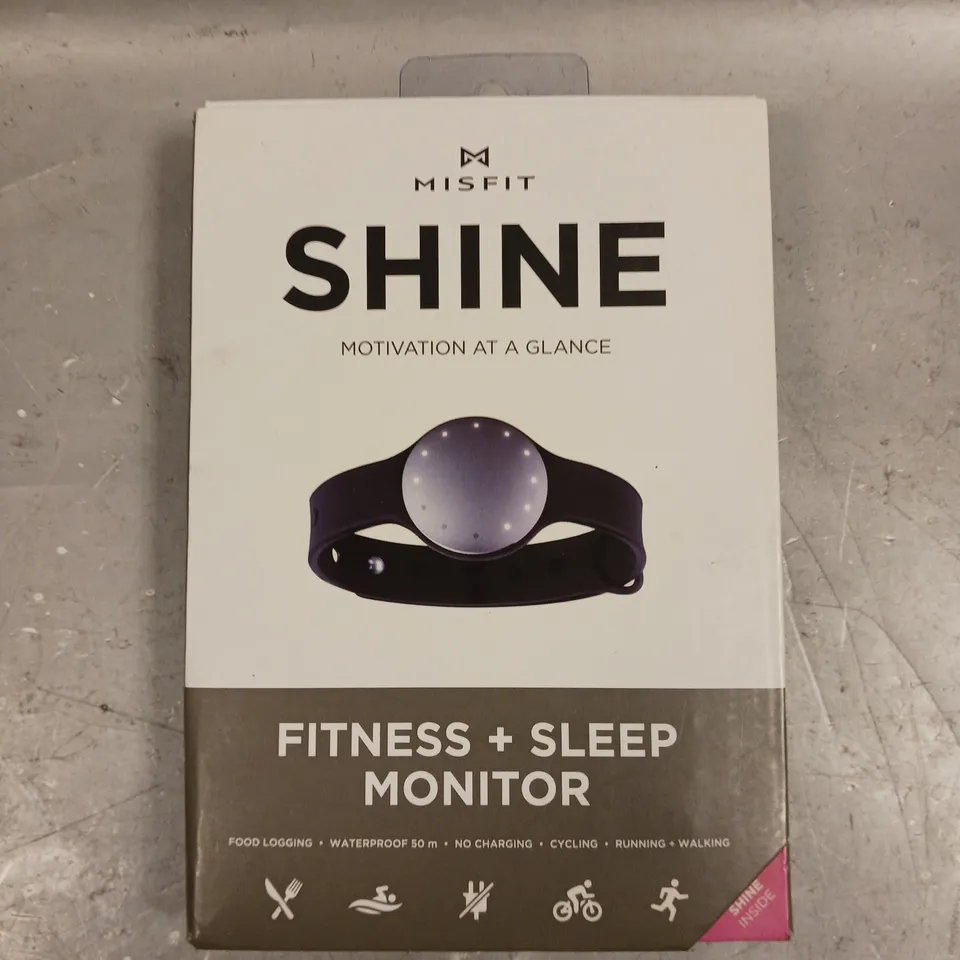 MISFIT
SHINE
MOTIVATION AT A GLANCE
FITNESS + SLEEP
MONITOR
FOOD LOGGING • WATERPROOF 50 m • NO CHARGING • CYCLING • RUNNING + WALKING
SHINE
INSIDE